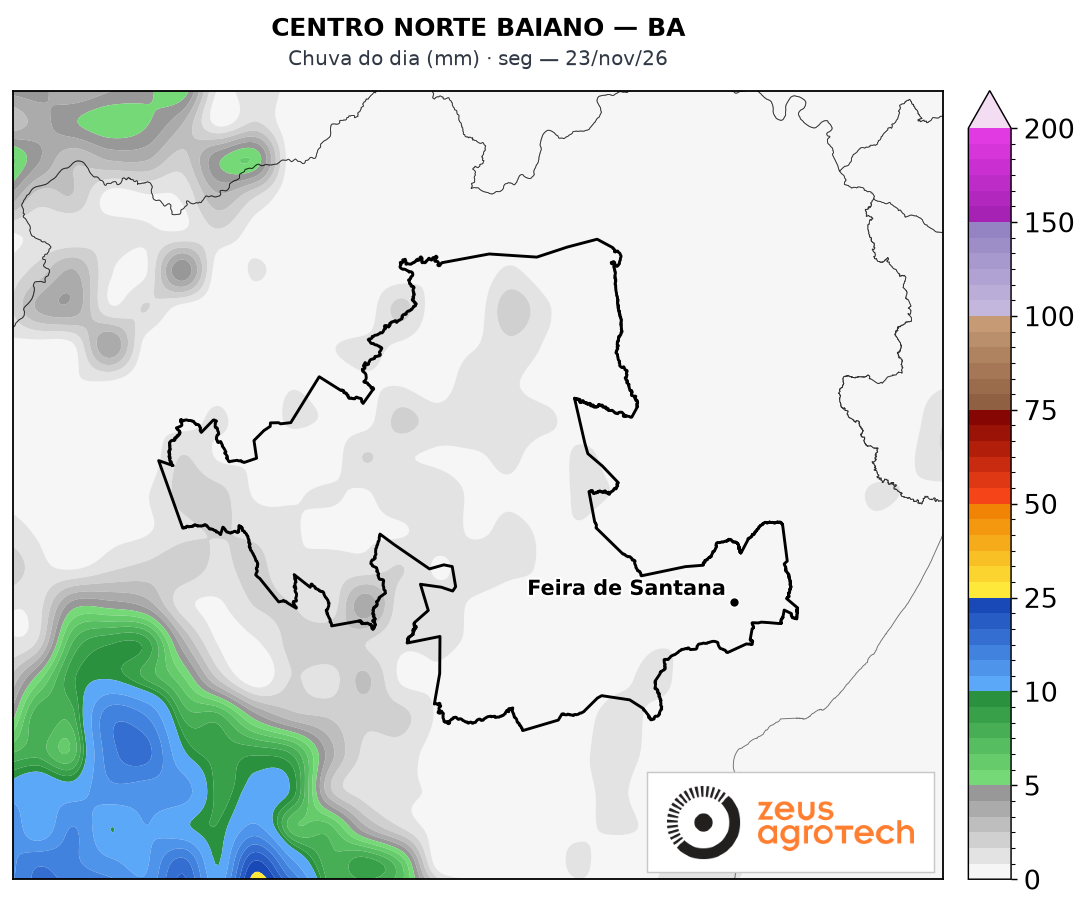 CENTRO NORTE BAIANO — BA
Chuva do dia (mm) · seg — 23/nov/26
200
150
100
75
50
25
10
5
0
Feira de Santana
zeus
agrotech